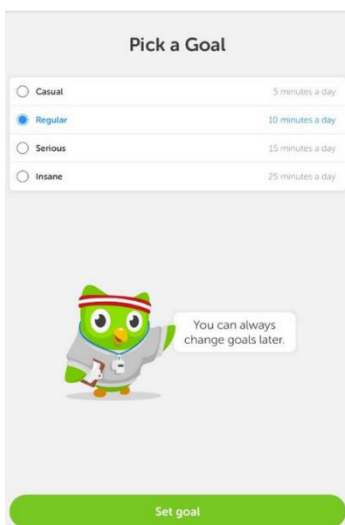 Pick a Goal
Casual 5 minutes a day
Regular 10 minutes a day
Serious 15 minutes a day
Insane 25 minutes a day
You can always
change goals later.
Set goal